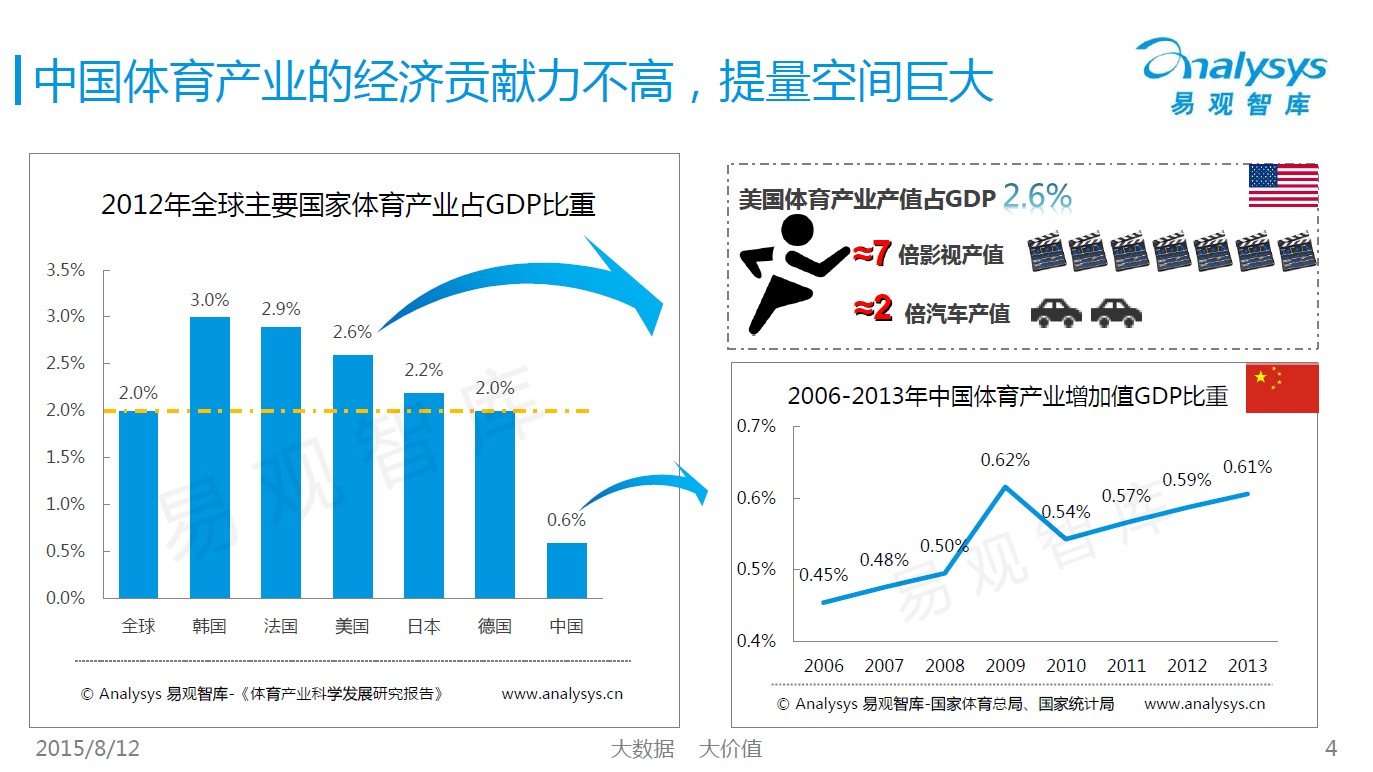 中国体育产业的经济贡献力不高，提量空间巨大
Analysys
易观智库
2012年全球主要国家体育产业占GDP比重
3.5%
3.0%
2.5%
2.0%
1.5%
1.0%
0.5%
0.0%
2.0%
3.0%
2.9%
2.6%
2.2%
2.0%
0.6%
全球 韩国 法国 美国 日本 德国 中国
易观智库
© Analysys 易观智库-《体育产业科学发展研究报告》 www.analysys.cn
美国体育产业产值占GDP 2.6%
≈7 倍影视产值
≈2 倍汽车产值
2006-2013年中国体育产业增加值GDP比重
0.7%
0.6%
0.5%
0.4%
0.45%
0.48%
0.50%
0.62%
0.54%
0.57%
0.59%
0.61%
2006 2007 2008 2009 2010 2011 2012 2013
易观智库
© Analysys 易观智库-国家体育总局、国家统计局 www.analysys.cn
2015/8/12
大数据 大价值
4